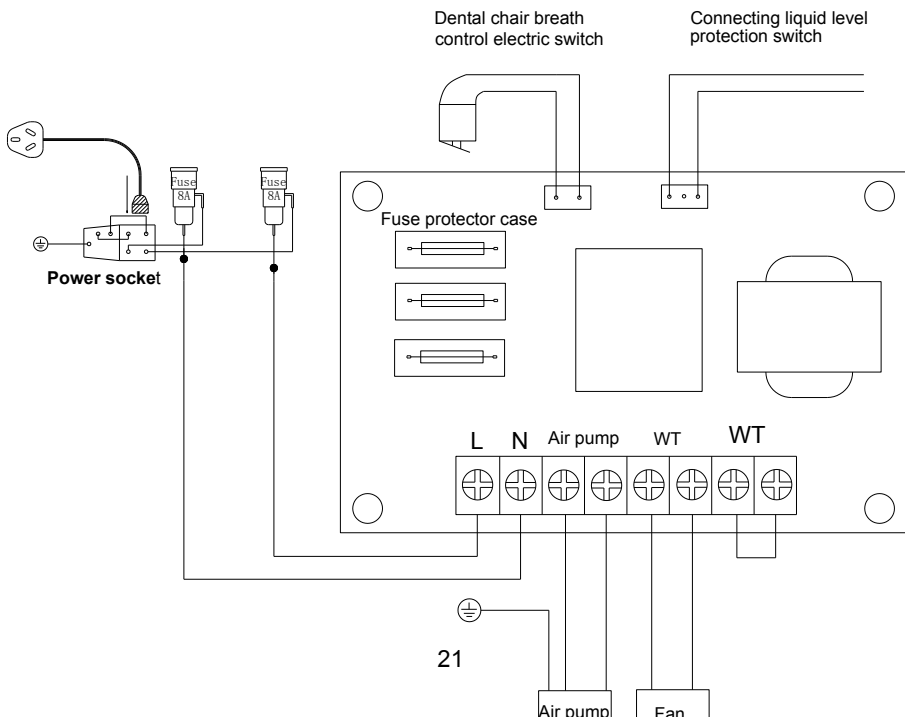 Dental chair breath
control electric switch
Connecting liquid level
protection switch
Fuse
8A
Fuse
8A
Fuse protector case
Power socket
L N Air pump WT WT
21
Air pump
Fan